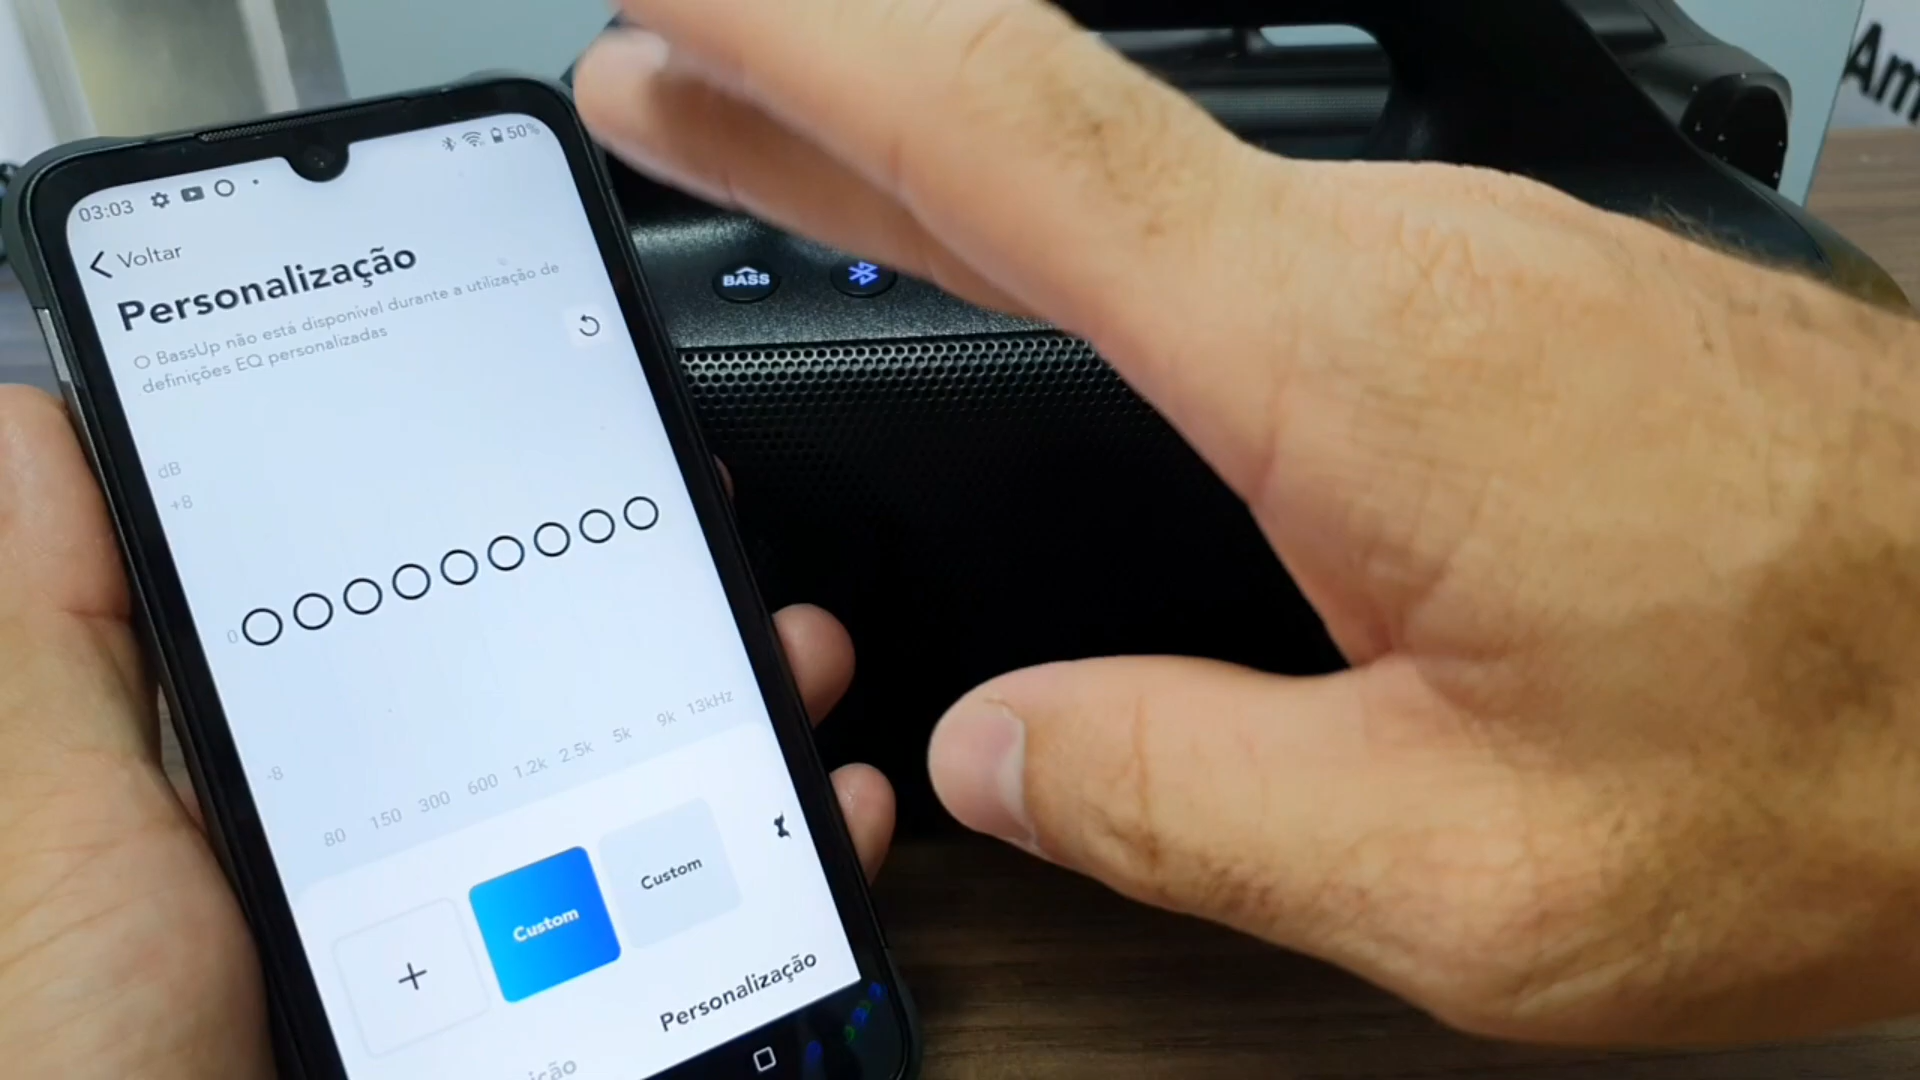 03:03
50%
Voltar
Personalização
O BassUp não está disponível durante a utilização de
definições EQ personalizadas
dB
+8
0
-8
80 150 300 600 1.2k 2.5k 5k 9k 13kHz
+
Custom
Custom
Personalização
BASS
Am